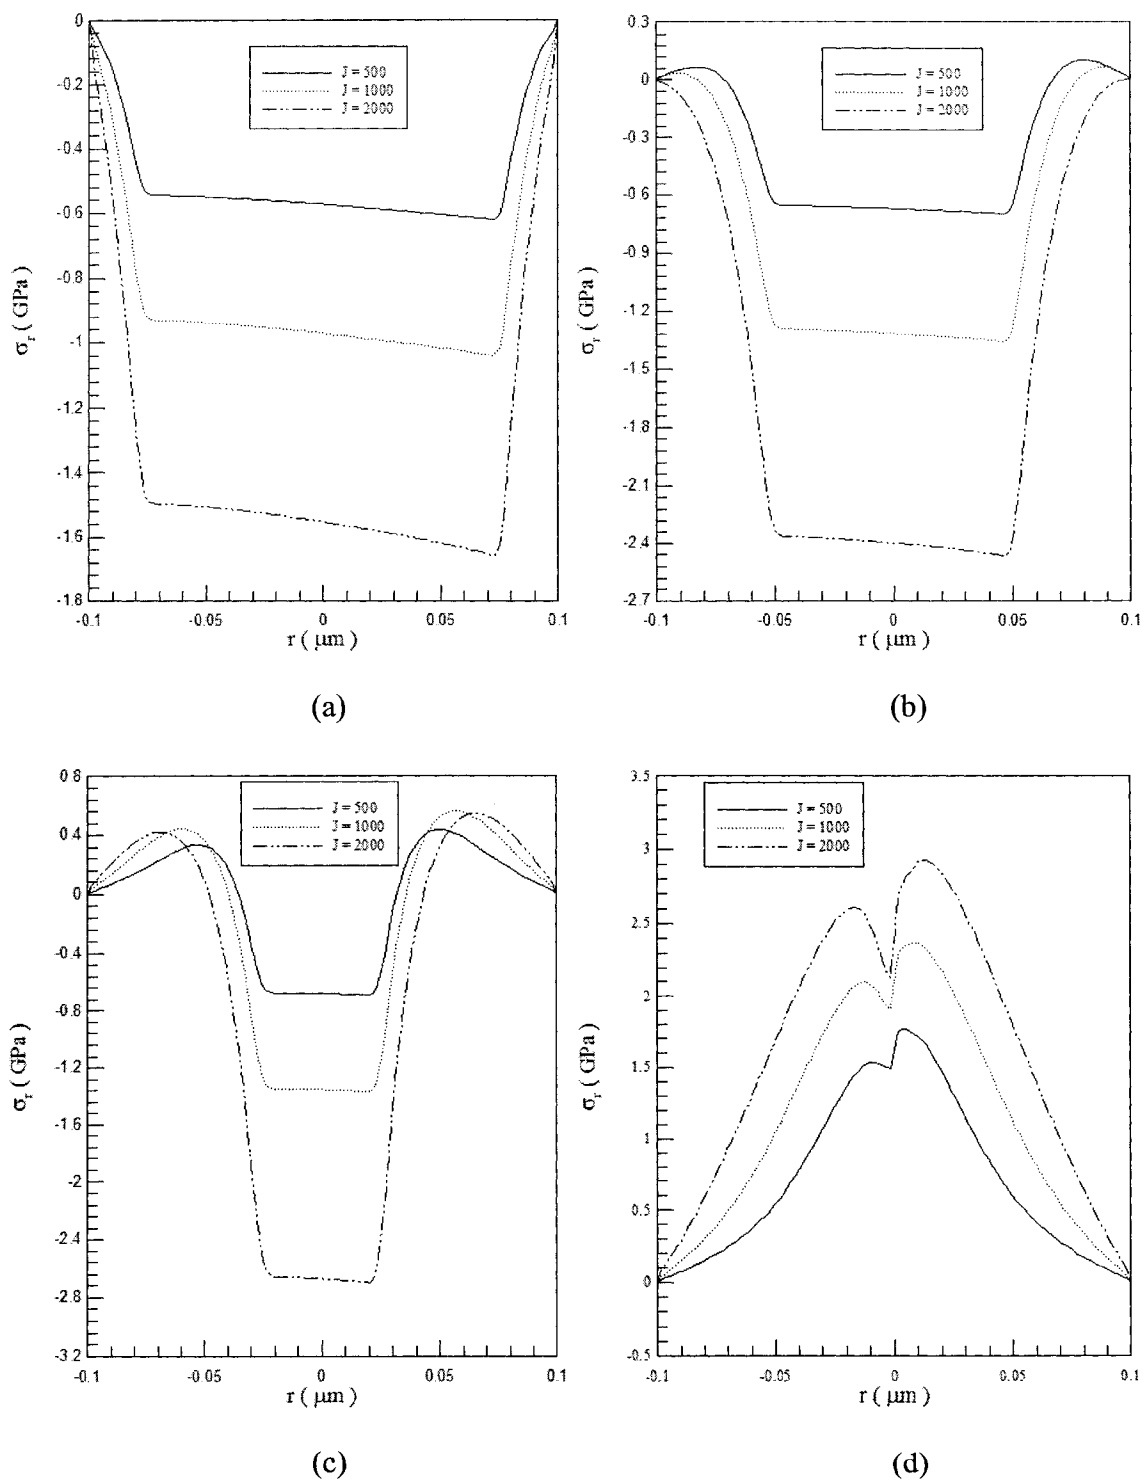 0
-0.2
-0.4
-0.6
-0.8
-1
-1.2
-1.4
-1.6
-1.8
σr ( GPa )
J = 500
J = 1000
J = 2000
-0.1
-0.05
0
0.05
0.1
r ( μm )
(a)
0.3
0
-0.3
-0.6
-0.9
-1.2
-1.5
-1.8
-2.1
-2.4
-2.7
σr ( GPa )
J = 500
J = 1000
J = 2000
-0.1
-0.05
0
0.05
0.1
r ( μm )
(b)
0.8
0.4
0
-0.4
-0.8
-1.2
-1.6
-2
-2.4
-2.8
-3.2
σr ( GPa )
J = 500
J = 1000
J = 2000
-0.1
-0.05
0
0.05
0.1
r ( μm )
(c)
3.5
3
2.5
2
1.5
1
0.5
0
-0.5
σr ( GPa )
J = 500
J = 1000
J = 2000
-0.1
-0.05
0
0.05
0.1
r ( μm )
(d)